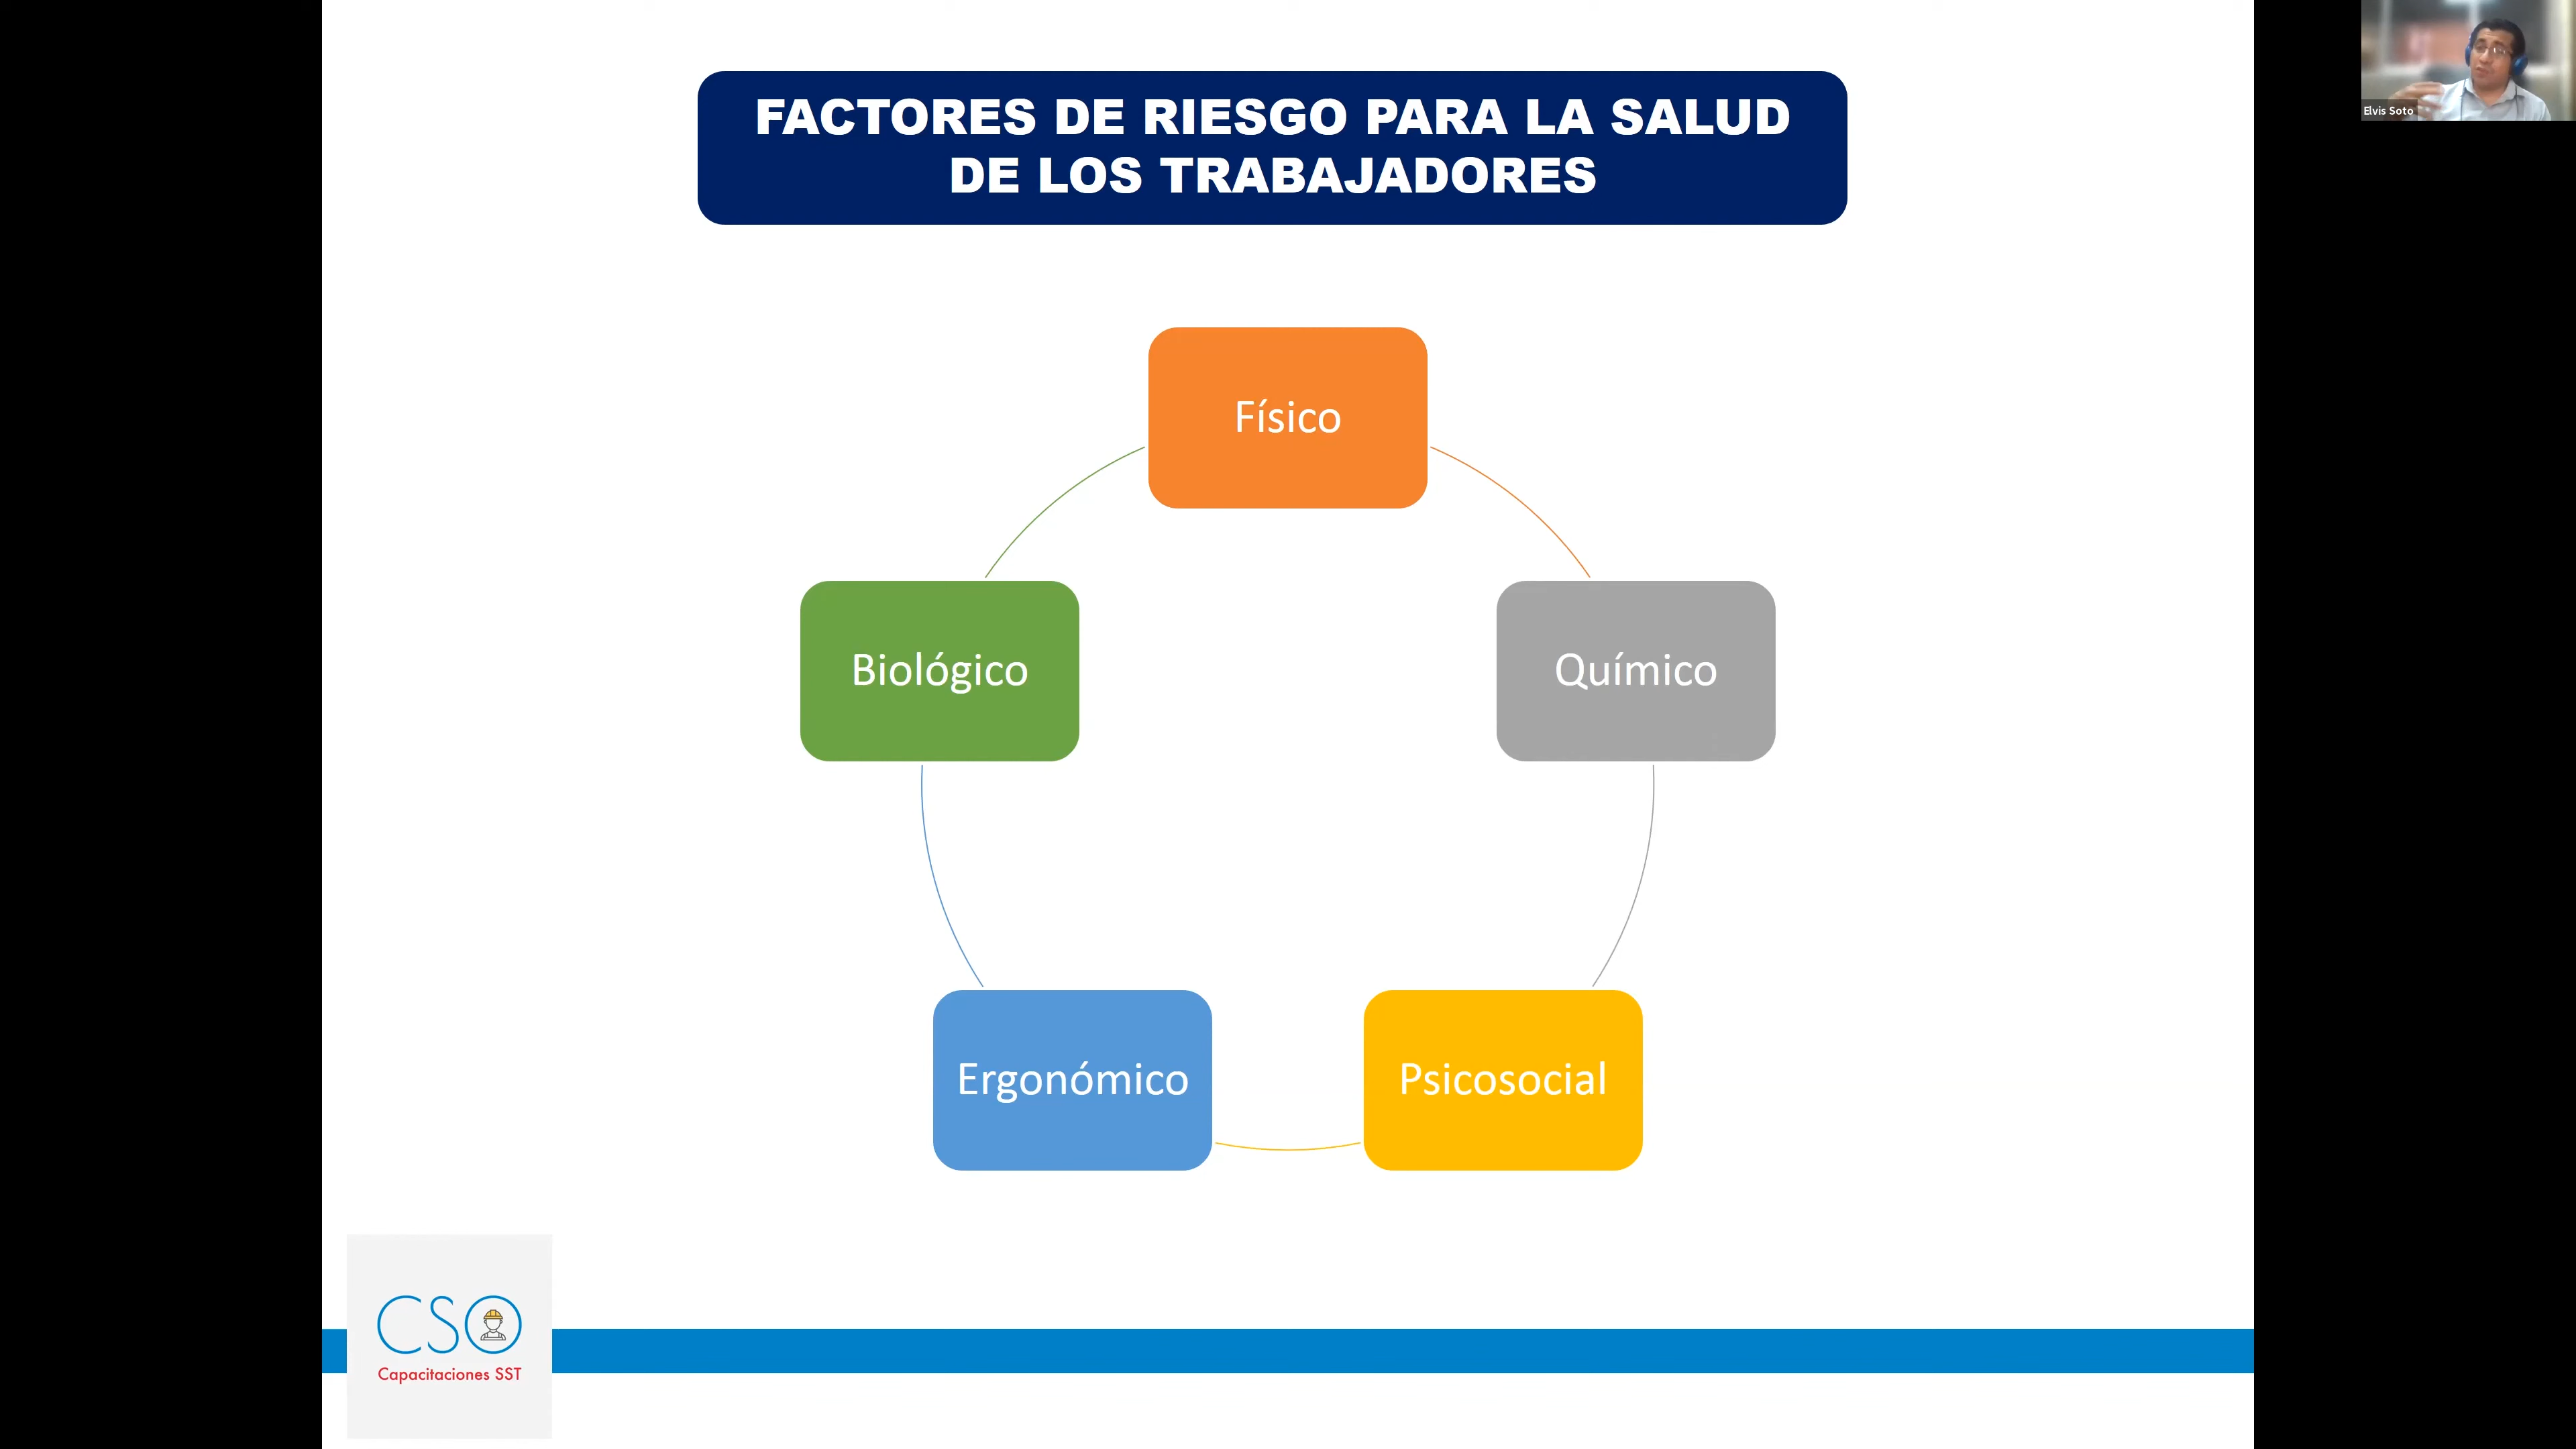 FACTORES DE RIESGO PARA LA SALUD
DE LOS TRABAJADORES
Elvis Soto
Físico
Biológico
Químico
Ergonómico
Psicosocial
CSO
Capacitaciones SST